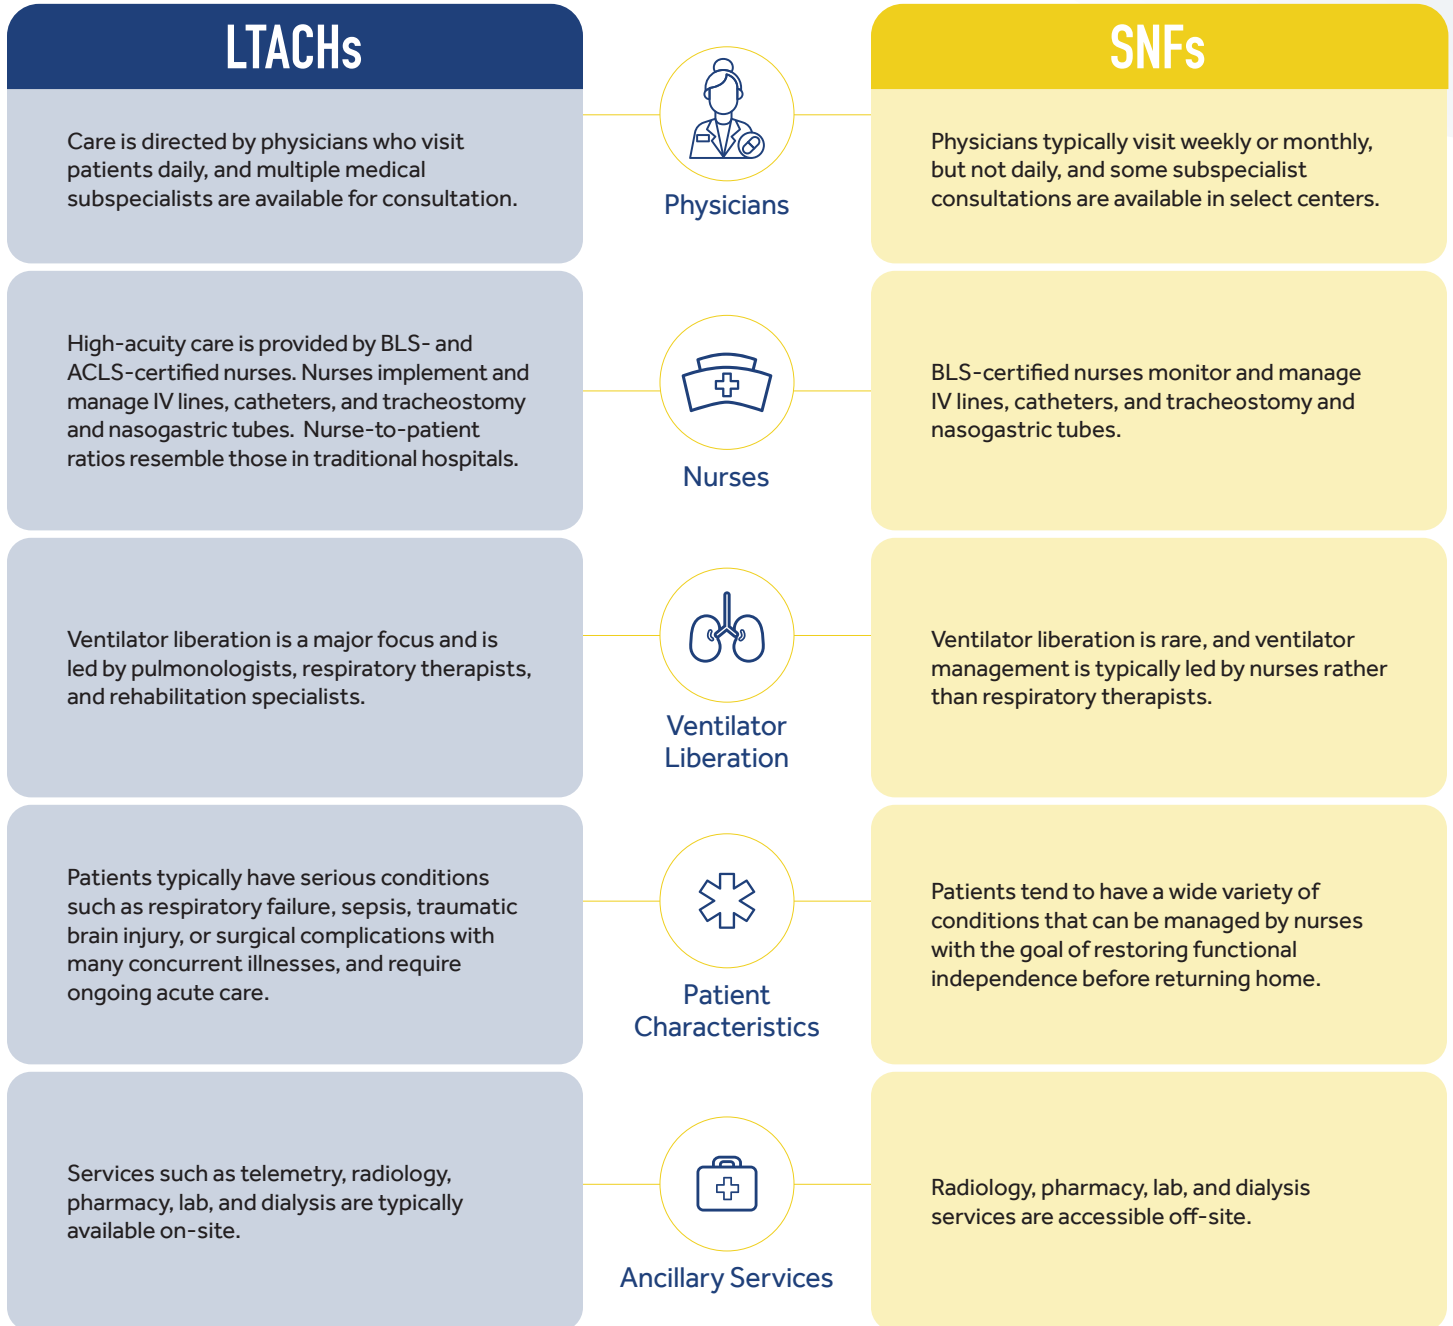 LTACHs
SNFs
Care is directed by physicians who visit
patients daily, and multiple medical
subspecialists are available for consultation.
Physicians
Physicians typically visit weekly or monthly,
but not daily, and some subspecialist
consultations are available in select centers.
High-acuity care is provided by BLS- and
ACLS-certified nurses. Nurses implement and
manage IV lines, catheters, and tracheostomy
and nasogastric tubes. Nurse-to-patient
ratios resemble those in traditional hospitals.
Nurses
BLS-certified nurses monitor and manage
IV lines, catheters, and tracheostomy and
nasogastric tubes.
Ventilator liberation is a major focus and is
led by pulmonologists, respiratory therapists,
and rehabilitation specialists.
Ventilator
Liberation
Ventilator liberation is rare, and ventilator
management is typically led by nurses rather
than respiratory therapists.
Patients typically have serious conditions
such as respiratory failure, sepsis, traumatic
brain injury, or surgical complications with
many concurrent illnesses, and require
ongoing acute care.
Patient
Characteristics
Patients tend to have a wide variety of
conditions that can be managed by nurses
with the goal of restoring functional
independence before returning home.
Services such as telemetry, radiology,
pharmacy, lab, and dialysis are typically
available on-site.
Ancillary Services
Radiology, pharmacy, lab, and dialysis
services are accessible off-site.